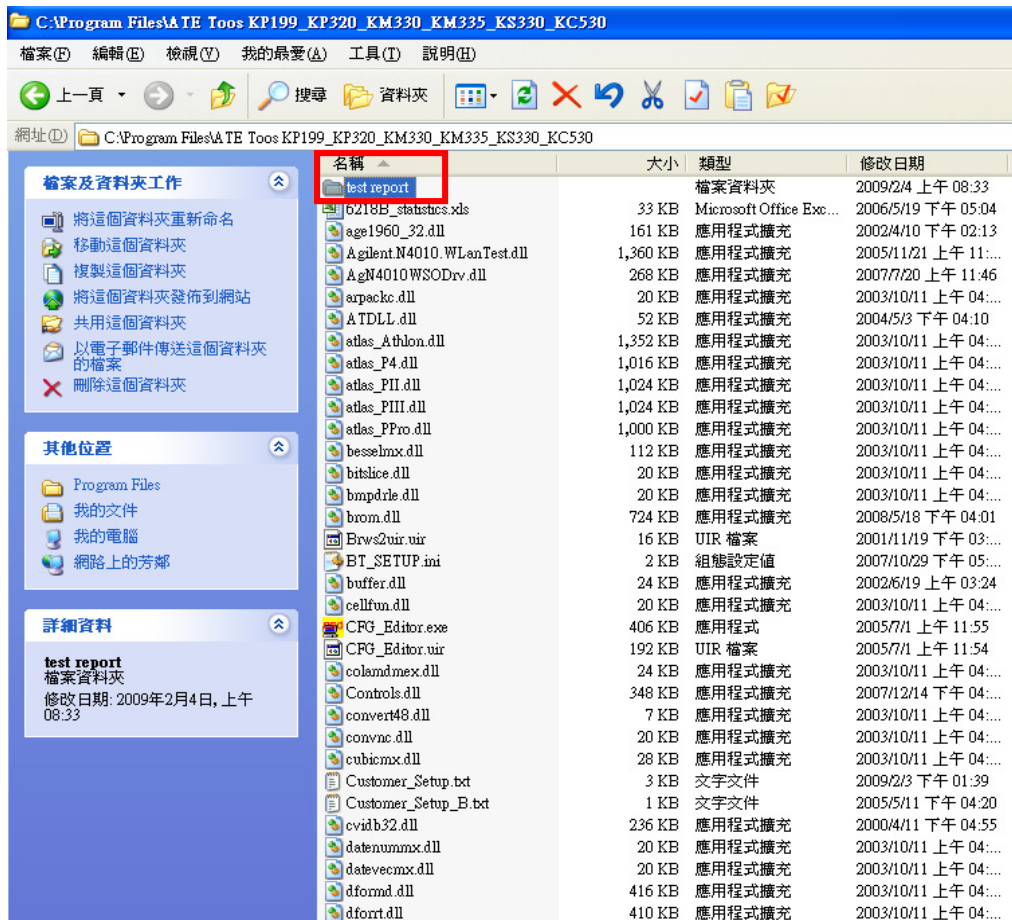 C:\Program Files\ATE Toos KP199_KP320_KM330_KM335_KS330_KC530
檔案(F) 編輯(E) 檢視(V) 我的最愛(A) 工具(T) 說明(H)
上一頁 搜尋 資料夾
網址(D) C:\Program Files\ATE Toos KP199_KP320_KM330_KM335_KS330_KC530
檔案及資料夾工作
將這個資料夾重新命名
移動這個資料夾
複製這個資料夾
將這個資料夾發佈到網站
共用這個資料夾
以電子郵件傳送這個資料夾
的檔案
刪除這個資料夾
其他位置
Program Files
我的文件
我的電腦
網路上的芳鄰
詳細資料
test report
檔案資料夾
修改日期: 2009年2月4日, 上午
08:33
名稱 大小 類型 修改日期
test report 檔案資料夾 2009/2/4 上午 08:33
6218B_statistics.xls 33 KB Microsoft Office Exc... 2006/5/19 下午 05:04
age1960_32.dll 161 KB 應用程式擴充 2002/4/10 下午 02:13
Agilent.N4010.WLanTest.dll 1,360 KB 應用程式擴充 2005/11/21 上午 11:...
AgN4010WSODrv.dll 268 KB 應用程式擴充 2007/7/20 上午 11:46
arpackc.dll 20 KB 應用程式擴充 2003/10/11 上午 04:...
ATDLL.dll 52 KB 應用程式擴充 2004/5/3 下午 04:10
atlas_Athlon.dll 1,352 KB 應用程式擴充 2003/10/11 上午 04:...
atlas_P4.dll 1,016 KB 應用程式擴充 2003/10/11 上午 04:...
atlas_PII.dll 1,024 KB 應用程式擴充 2003/10/11 上午 04:...
atlas_PIII.dll 1,024 KB 應用程式擴充 2003/10/11 上午 04:...
atlas_PPro.dll 1,000 KB 應用程式擴充 2003/10/11 上午 04:...
besselmx.dll 112 KB 應用程式擴充 2003/10/11 上午 04:...
bitslice.dll 20 KB 應用程式擴充 2003/10/11 上午 04:...
bmpdrle.dll 20 KB 應用程式擴充 2003/10/11 上午 04:...
brom.dll 724 KB 應用程式擴充 2008/5/18 下午 04:01
Brws2uir.uir 16 KB UIR 檔案 2001/11/19 下午 03:...
BT_SETUP.ini 2 KB 組態設定值 2007/10/29 下午 05:...
buffer.dll 24 KB 應用程式擴充 2002/6/19 上午 03:24
cellfun.dll 20 KB 應用程式擴充 2003/10/11 上午 04:...
CFG_Editor.exe 406 KB 應用程式 2005/7/1 上午 11:55
CFG_Editor.uir 192 KB UIR 檔案 2005/7/1 上午 11:54
colamdmex.dll 24 KB 應用程式擴充 2003/10/11 上午 04:...
Controls.dll 348 KB 應用程式擴充 2007/12/14 下午 04:...
convert48.dll 7 KB 應用程式擴充 2003/10/11 上午 04:...
convnc.dll 20 KB 應用程式擴充 2003/10/11 上午 04:...
cubicmx.dll 28 KB 應用程式擴充 2003/10/11 上午 04:...
Customer_Setup.txt 3 KB 文字文件 2009/2/3 下午 01:39
Customer_Setup_B.txt 1 KB 文字文件 2005/5/11 下午 04:20
cvidb32.dll 236 KB 應用程式擴充 2000/4/11 下午 04:55
datenummx.dll 20 KB 應用程式擴充 2003/10/11 上午 04:...
datevecmx.dll 20 KB 應用程式擴充 2003/10/11 上午 04:...
dformd.dll 416 KB 應用程式擴充 2003/10/11 上午 04:...
dforrt.dll 410 KB 應用程式擴充 2003/10/11 上午 04:...